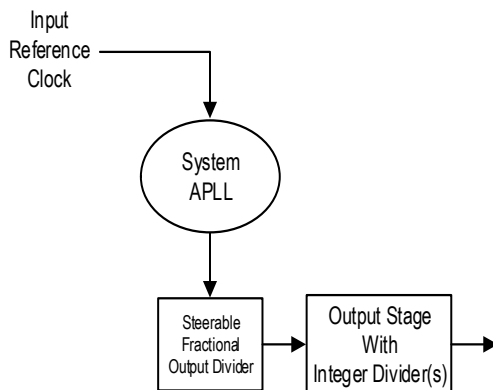 Input
Reference
Clock
System
APLL
Steerable
Fractional
Output Divider
Output Stage
With
Integer Divider(s)